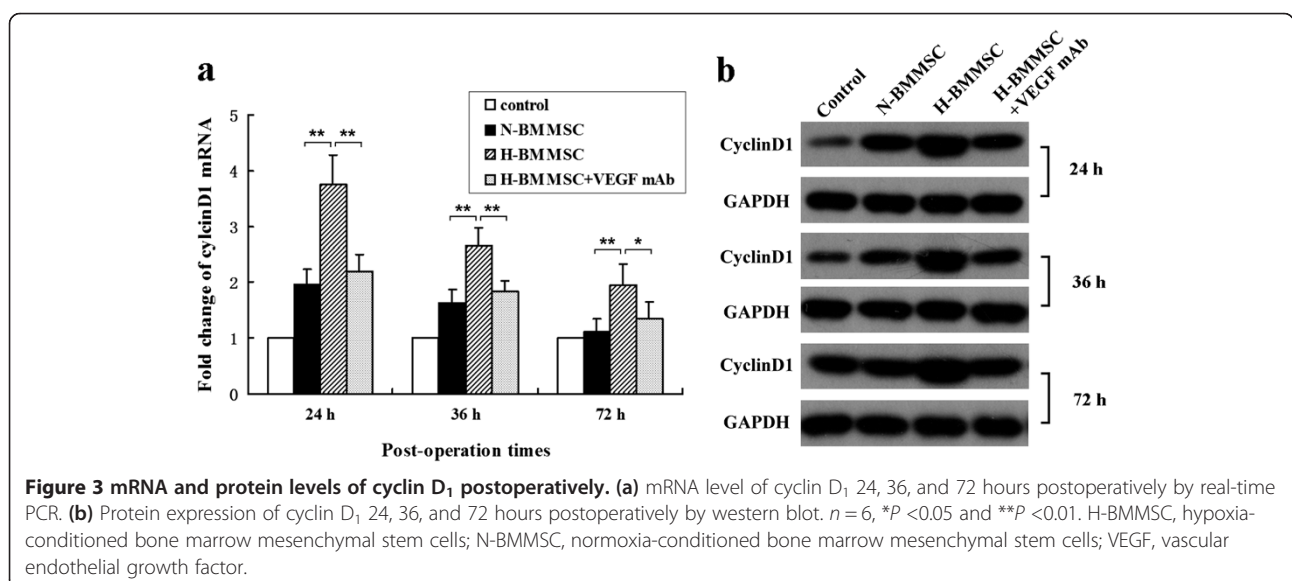 a
Fold change of cylcinD1 mRNA
5
4
3
2
1
0
** **
** **
** *
control
N-BMMSC
H-BMMSC
H-BMMSC+VEGF mAb
24 h 36 h 72 h
Post-operation times
b
Control
N-BMMSC
H-BMMSC
H-BMMSC
+VEGF mAb
CyclinD1
GAPDH
24 h
CyclinD1
GAPDH
36 h
CyclinD1
GAPDH
72 h
Figure 3 mRNA and protein levels of cyclin D₁ postoperatively. (a) mRNA level of cyclin D₁ 24, 36, and 72 hours postoperatively by real-time
PCR. (b) Protein expression of cyclin D₁ 24, 36, and 72 hours postoperatively by western blot. n = 6, *P <0.05 and **P <0.01. H-BMMSC, hypoxia-
conditioned bone marrow mesenchymal stem cells; N-BMMSC, normoxia-conditioned bone marrow mesenchymal stem cells; VEGF, vascular
endothelial growth factor.